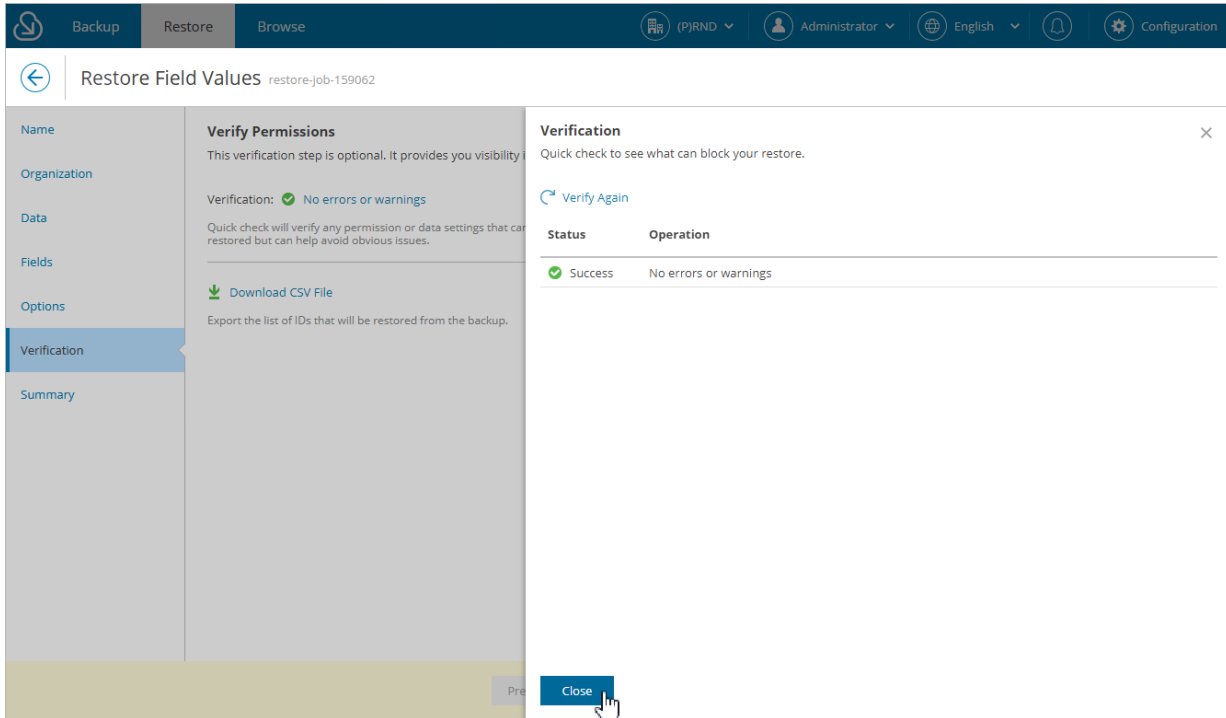 Backup
Restore
Browse
(P)RND
Administrator
English
Configuration
Restore Field Values restore-job-159062
Name
Organization
Data
Fields
Options
Verification
Summary
Verify Permissions
This verification step is optional. It provides you visibility
Verification: No errors or warnings
Quick check will verify any permission or data settings that
restored but can help avoid obvious issues.
Download CSV File
Export the list of IDs that will be restored from the backup.
Verification
Quick check to see what can block your restore.
Verify Again
Status Operation
Success No errors or warnings
Close